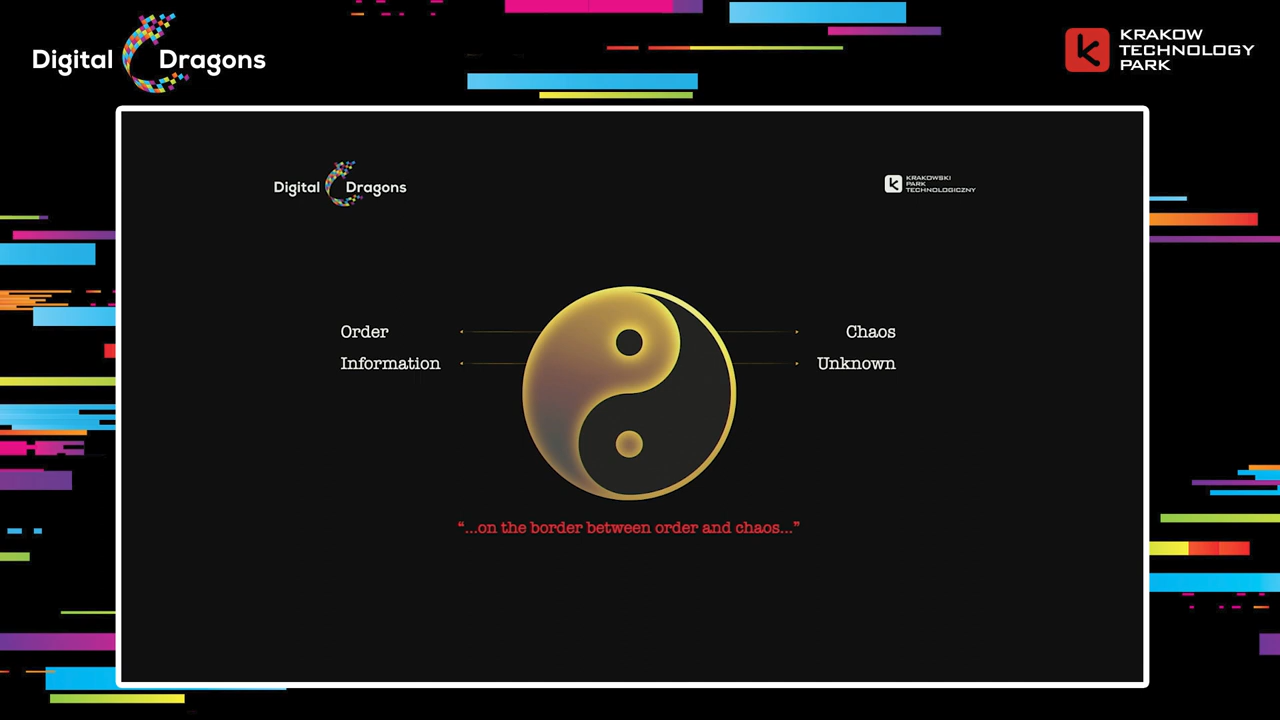 Digital Dragons
KRAKOW
TECHNOLOGY
PARK
Digital Dragons
KRAKOWSKI
PARK
TECHNOLOGICZNY
Order
Chaos
Information
Unknown
“...on the border between order and chaos...”